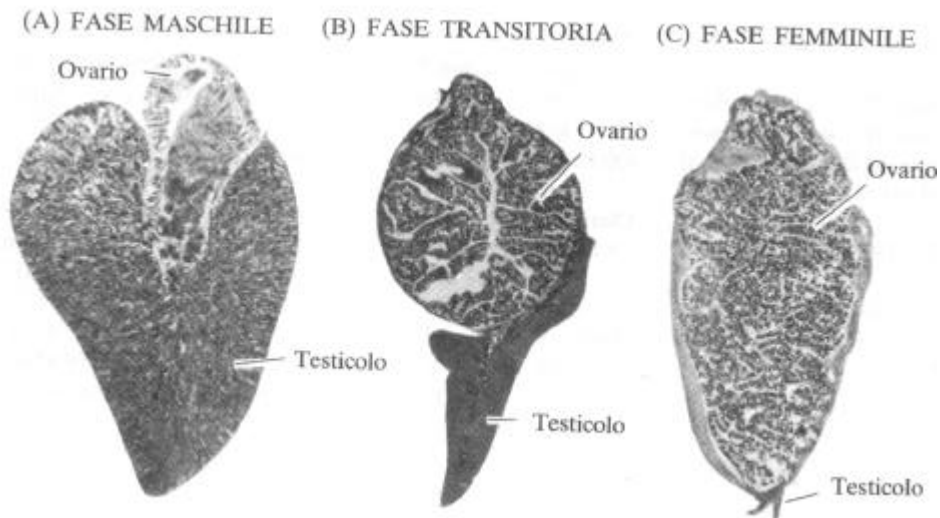 (A) FASE MASCHILE
Ovario
Testicolo
(B) FASE TRANSITORIA
Ovario
Testicolo
(C) FASE FEMMINILE
Ovario
Testicolo